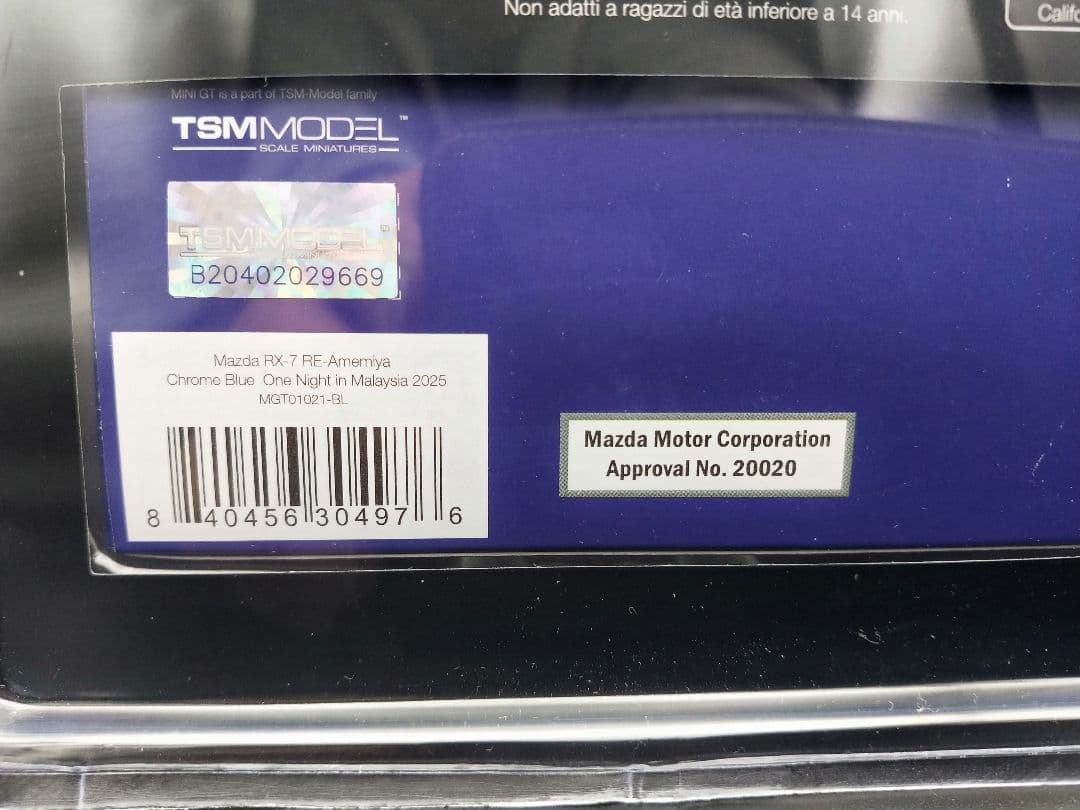 Non adatti a ragazzi di età inferiore a 14 anni.
MINI GT is a part of TSM-Model family
TSMMODEL™
SCALE MINIATURES
TSMMODEL
B20402029669
Mazda RX-7 RE-Amemiya
Chrome Blue One Night in Malaysia 2025
MGT01021-BL
8 40456 30497 6
Mazda Motor Corporation
Approval No. 20020